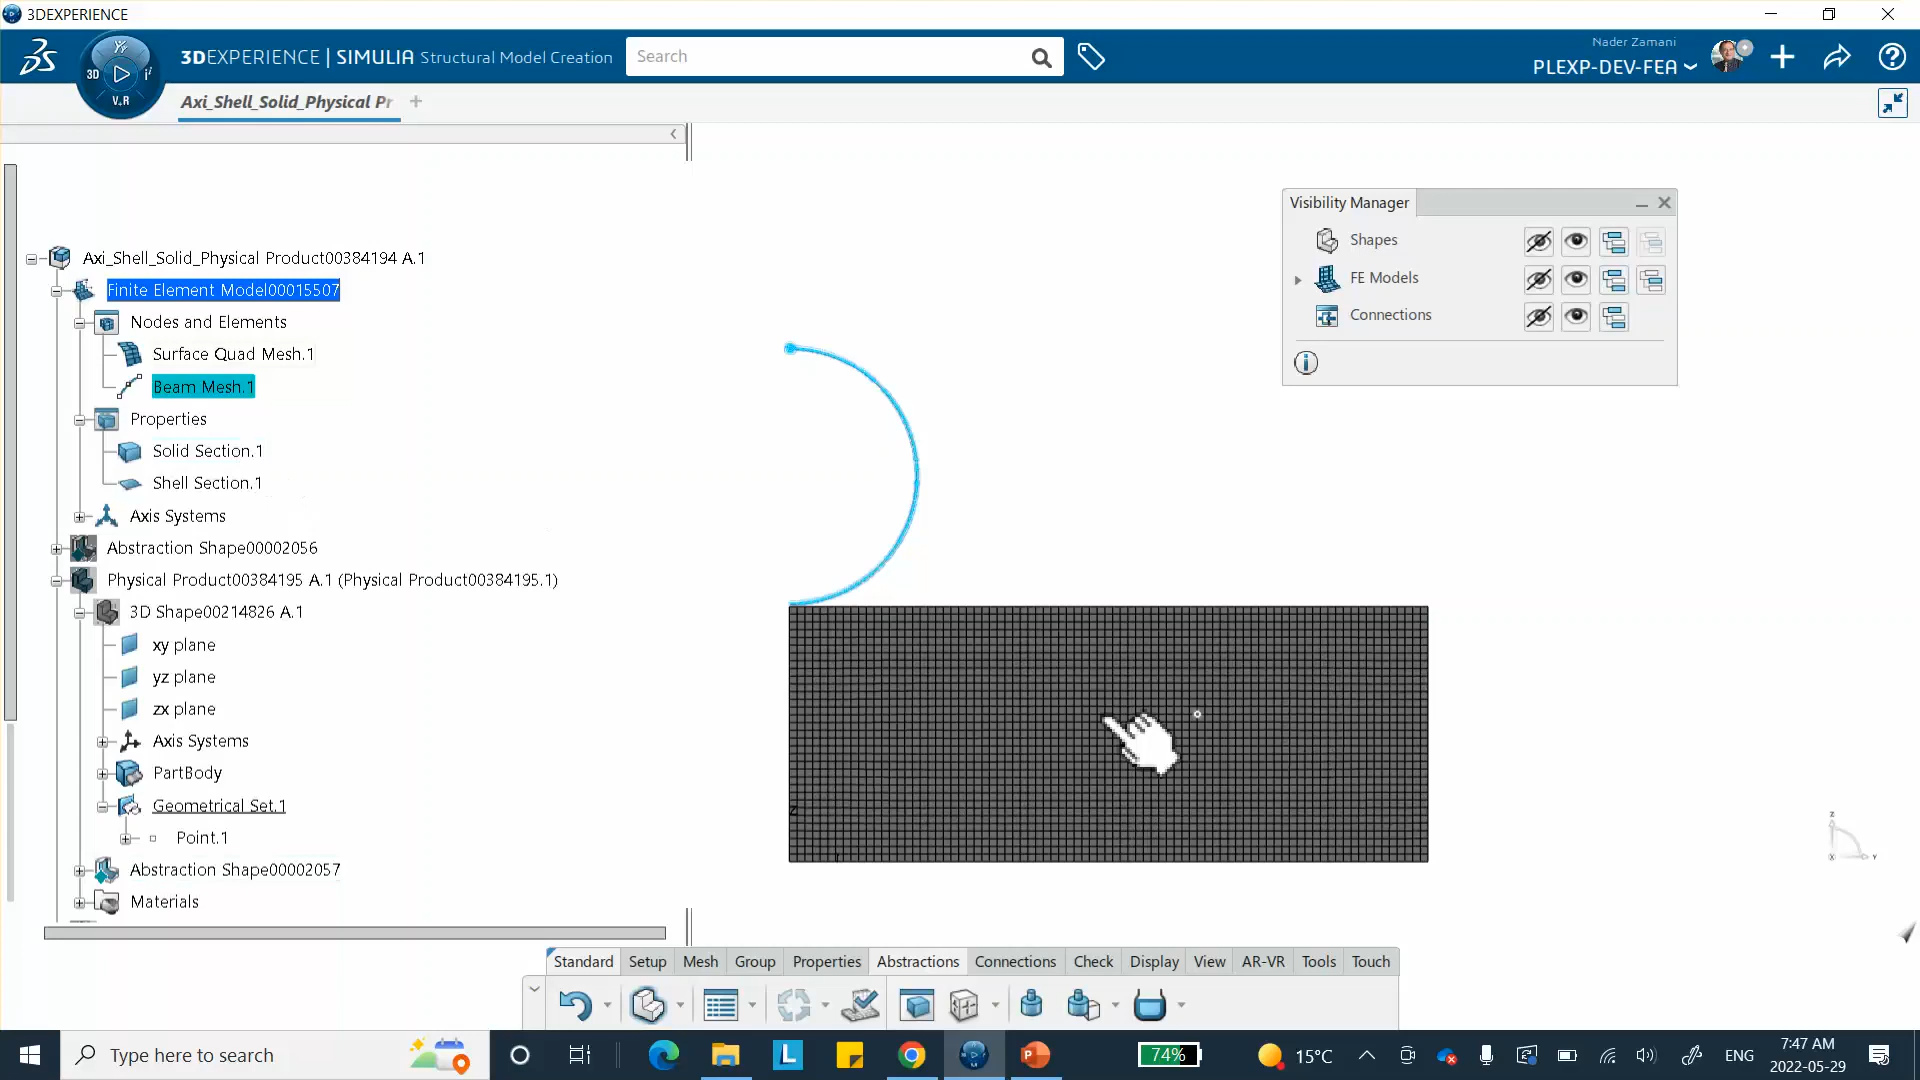 3DEXPERIENCE
3DEXPERIENCE | SIMULIA Structural Model Creation
Search
Nader Zamani
PLEXP-DEV-FEA
3D
V.R
Axi_Shell_Solid_Physical Pr
Axi_Shell_Solid_Physical Product00384194 A.1
Finite Element Model00015507
Nodes and Elements
Surface Quad Mesh.1
Beam Mesh.1
Properties
Solid Section.1
Shell Section.1
Axis Systems
Abstraction Shape00002056
Physical Product00384195 A.1 (Physical Product00384195.1)
3D Shape00214826 A.1
xy plane
yz plane
zx plane
Axis Systems
PartBody
Geometrical Set.1
Point.1
Abstraction Shape00002057
Materials
Visibility Manager
Shapes
FE Models
Connections
Z
Z
X
Y
Standard Setup Mesh Group Properties Abstractions Connections Check Display View AR-VR Tools Touch
Type here to search
L
74%
15°C
ENG
7:47 AM
2022-05-29